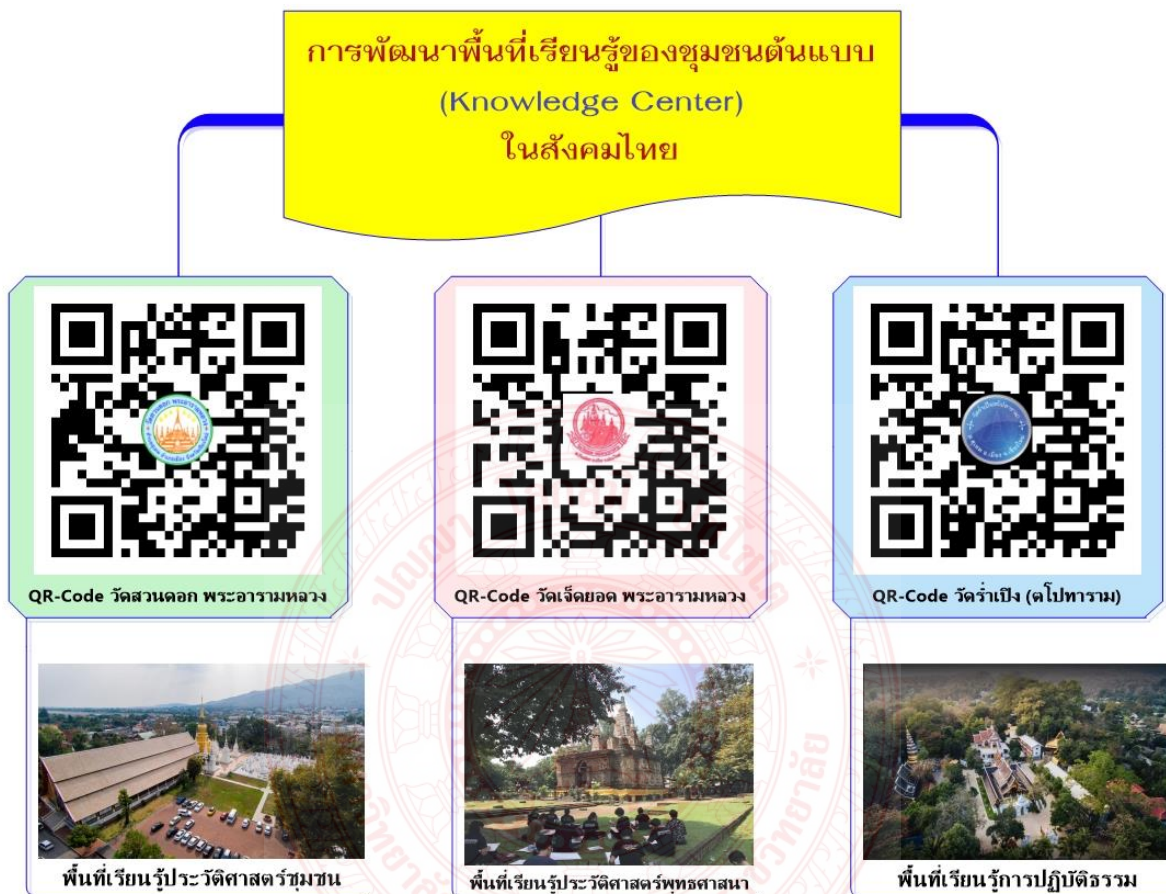 การพัฒนาพื้นที่เรียนรู้ของชุมชนต้นแบบ
(Knowledge Center)
ในสังคมไทย
QR-Code วัดสวนดอก พระอารามหลวง
QR-Code วัดเจ็ดยอด พระอารามหลวง
QR-Code วัดร่ำเปิง (ตโปทาราม)
พื้นที่เรียนรู้ประวัติศาสตร์ชุมชน
พื้นที่เรียนรู้ประวัติศาสตร์พุทธศาสนา
พื้นที่เรียนรู้การปฏิบัติธรรม